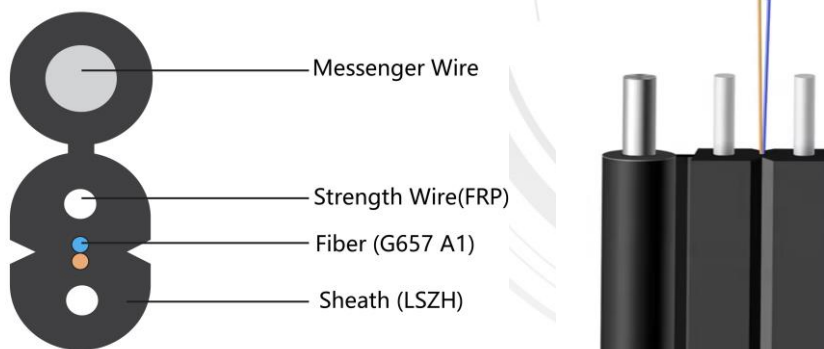 Messenger Wire
Strength Wire(FRP)
Fiber (G657 A1)
Sheath (LSZH)